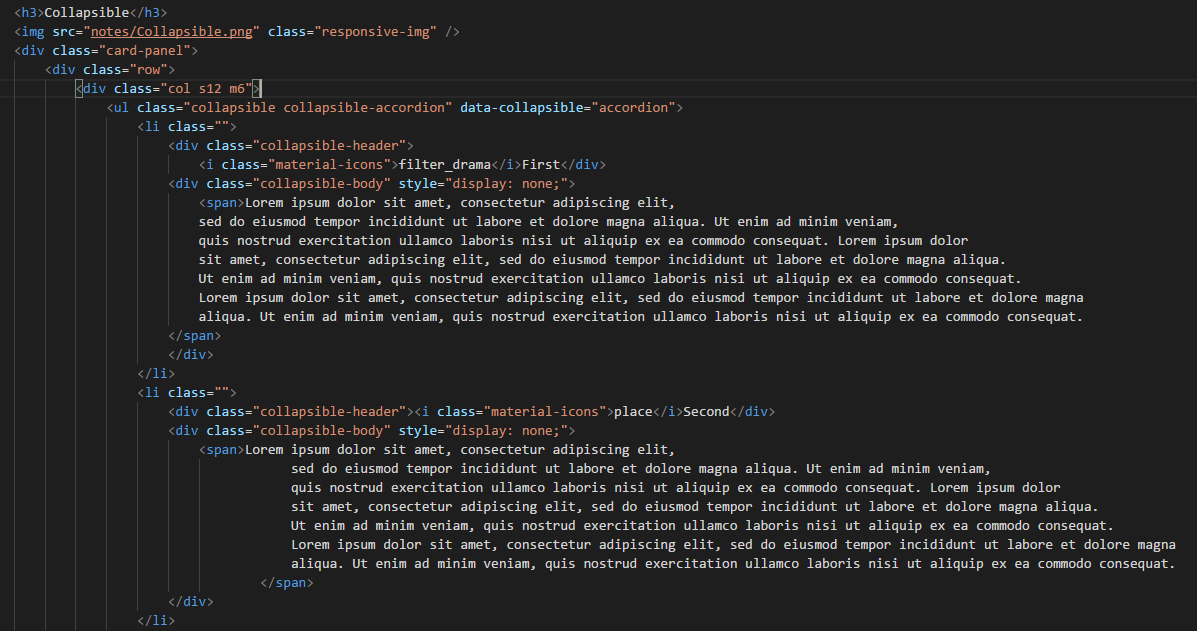 <h3>Collapsible</h3>
<img src="notes/Collapsible.png" class="responsive-img" />
<div class="card-panel">
<div class="row">
<div class="col s12 m6">
<ul class="collapsible collapsible-accordion" data-collapsible="accordion">
<li class="">
<div class="collapsible-header">
<i class="material-icons">filter_drama</i>First</div>
<div class="collapsible-body" style="display: none;">
<span>Lorem ipsum dolor sit amet, consectetur adipiscing elit,
sed do eiusmod tempor incididunt ut labore et dolore magna aliqua. Ut enim ad minim veniam,
quis nostrud exercitation ullamco laboris nisi ut aliquip ex ea commodo consequat. Lorem ipsum dolor
sit amet, consectetur adipiscing elit, sed do eiusmod tempor incididunt ut labore et dolore magna aliqua.
Ut enim ad minim veniam, quis nostrud exercitation ullamco laboris nisi ut aliquip ex ea commodo consequat.
Lorem ipsum dolor sit amet, consectetur adipiscing elit, sed do eiusmod tempor incididunt ut labore et dolore magna
aliqua. Ut enim ad minim veniam, quis nostrud exercitation ullamco laboris nisi ut aliquip ex ea commodo consequat.
</span>
</div>
</li>
<li class="">
<div class="collapsible-header"><i class="material-icons">place</i>Second</div>
<div class="collapsible-body" style="display: none;">
<span>Lorem ipsum dolor sit amet, consectetur adipiscing elit,
sed do eiusmod tempor incididunt ut labore et dolore magna aliqua. Ut enim ad minim veniam,
quis nostrud exercitation ullamco laboris nisi ut aliquip ex ea commodo consequat. Lorem ipsum dolor
sit amet, consectetur adipiscing elit, sed do eiusmod tempor incididunt ut labore et dolore magna aliqua.
Ut enim ad minim veniam, quis nostrud exercitation ullamco laboris nisi ut aliquip ex ea commodo consequat.
Lorem ipsum dolor sit amet, consectetur adipiscing elit, sed do eiusmod tempor incididunt ut labore et dolore magna
aliqua. Ut enim ad minim veniam, quis nostrud exercitation ullamco laboris nisi ut aliquip ex ea commodo consequat.
</span>
</div>
</li>